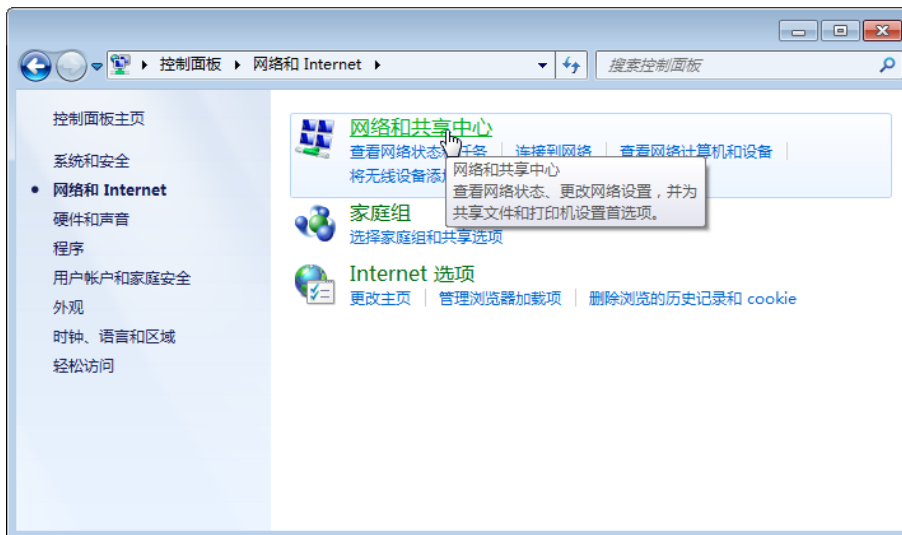 控制面板 网络和 Internet
搜索控制面板
控制面板主页
系统和安全
网络和 Internet
硬件和声音
程序
用户帐户和家庭安全
外观
时钟、语言和区域
轻松访问
网络和共享中心
查看网络状态 任务 连接到网络 查看网络计算机和设备
将无线设备添
网络和共享中心
查看网络状态、更改网络设置，并为
共享文件和打印机设置首选项。
家庭组
选择家庭组和共享选项
Internet 选项
更改主页 管理浏览器加载项 删除浏览的历史记录和 cookie